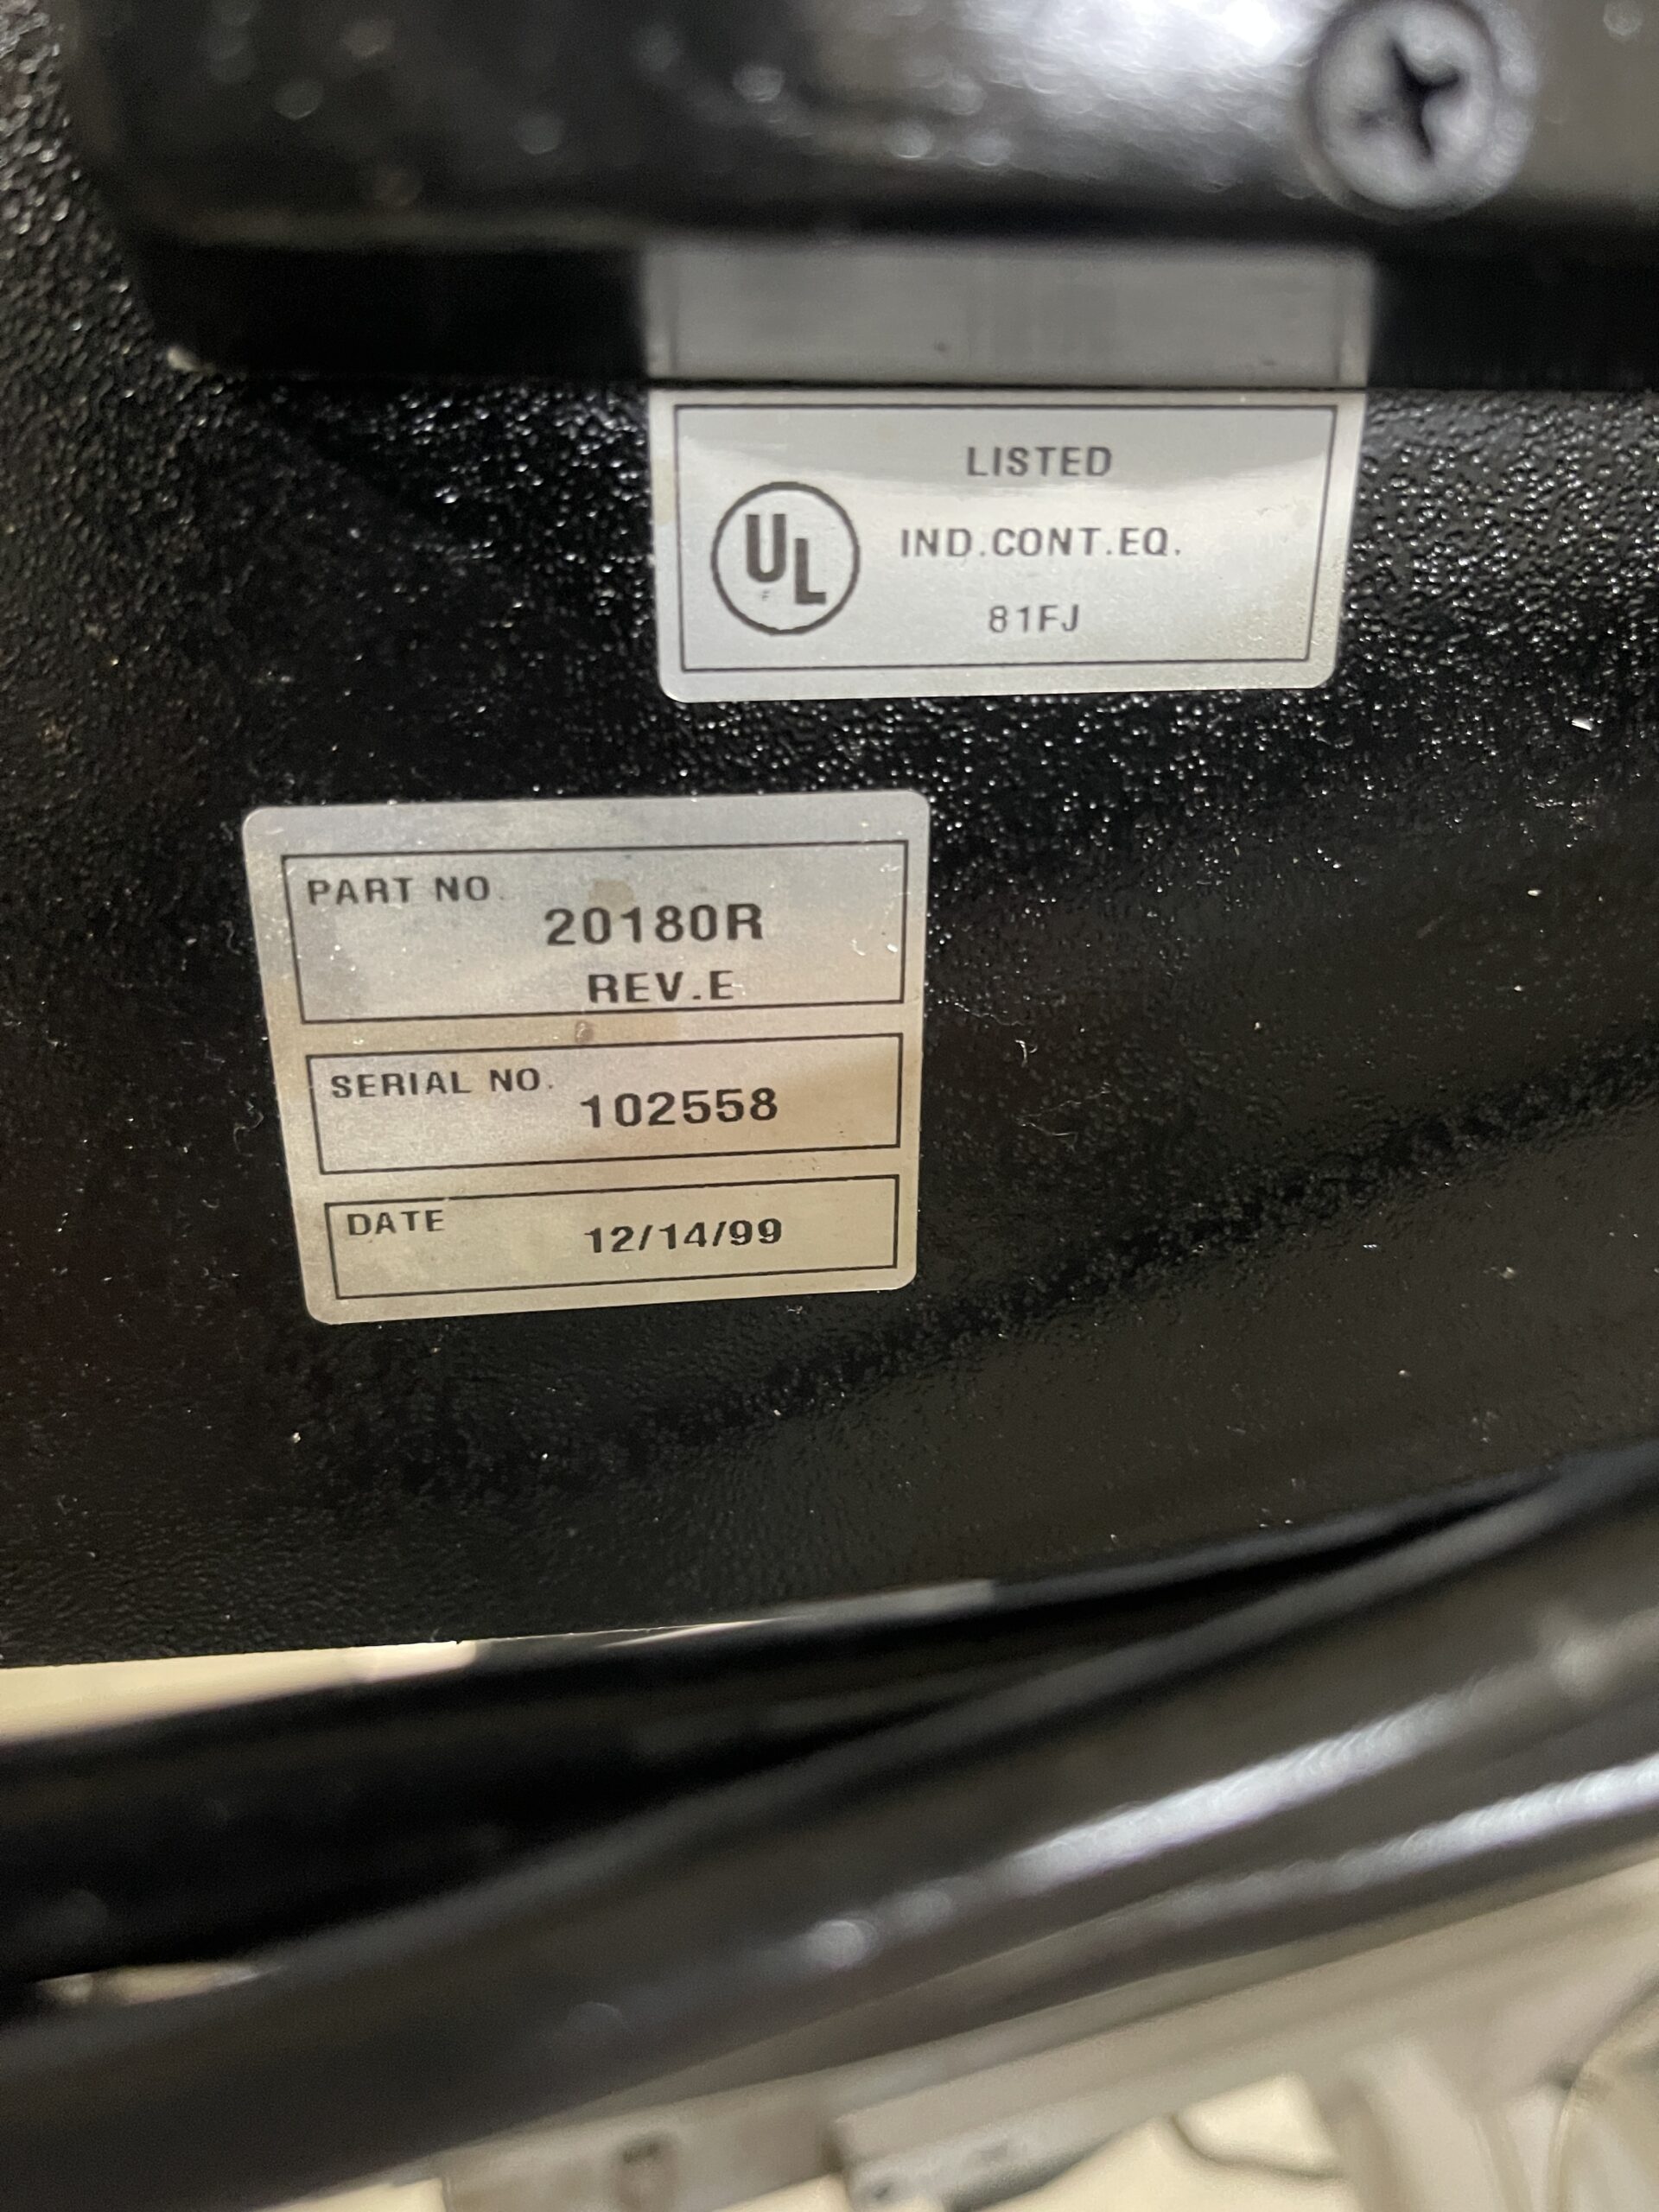 LISTED
UL
IND.CONT.EQ.
81FJ
PART NO.
20180R
REV.E
SERIAL NO.
102558
DATE
12/14/99